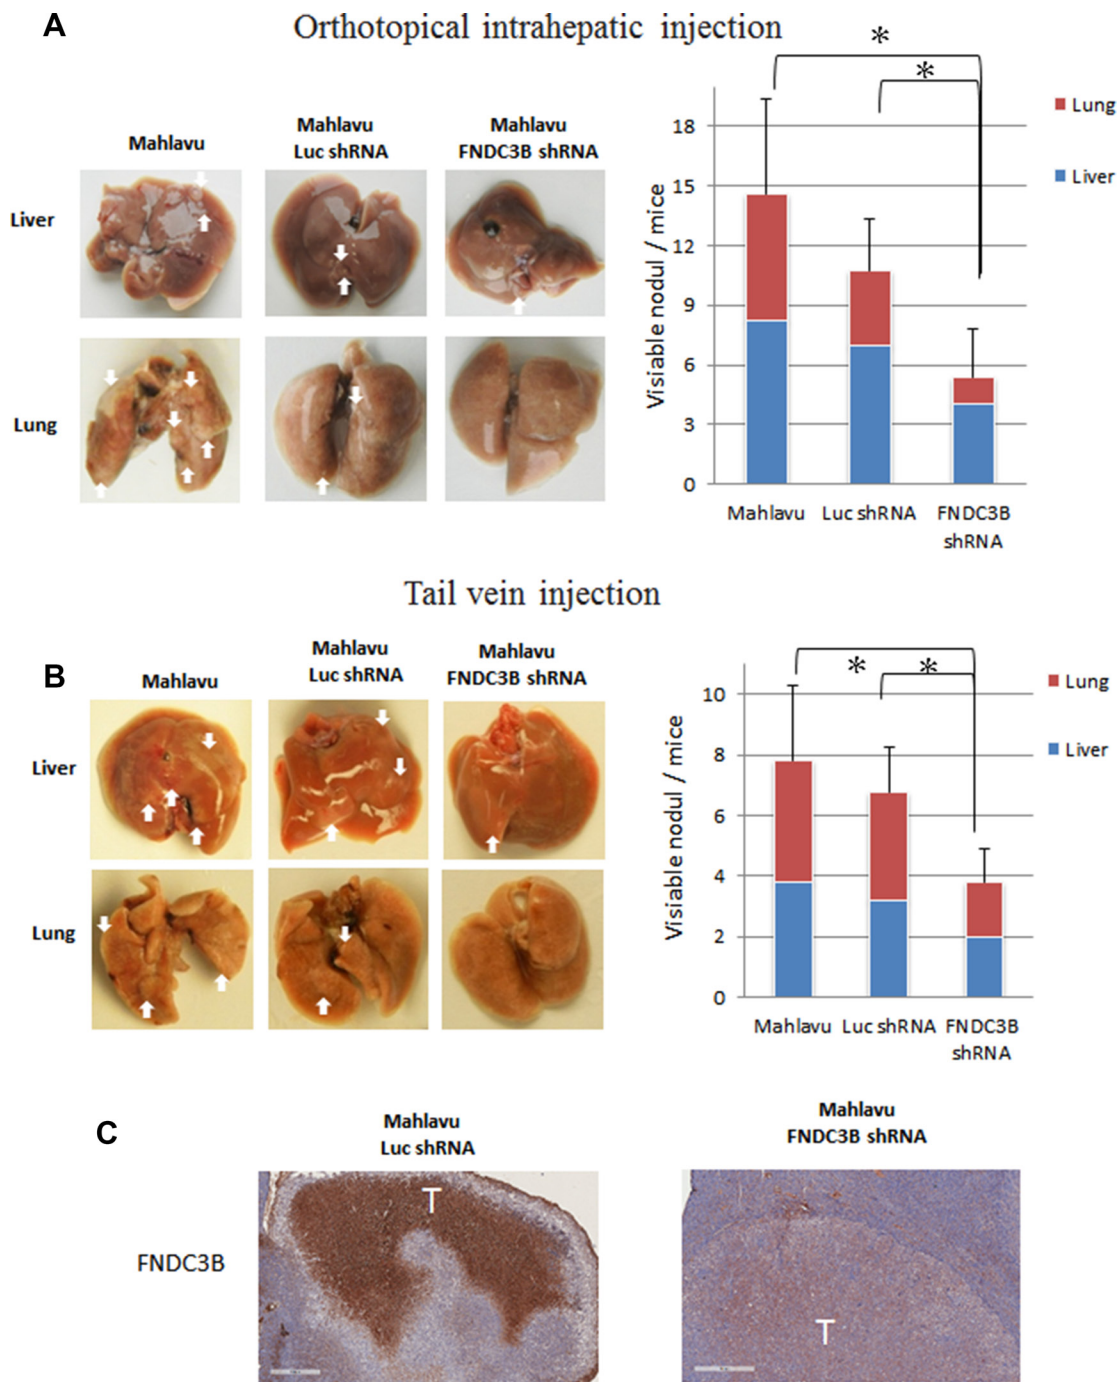 A
Orthotopical intrahepatic injection
Mahlavu
Mahlavu
Luc shRNA
Mahlavu
FNDC3B shRNA
Liver
Lung
*
*
Visiable nodul / mice
18
15
12
9
6
3
0
Mahlavu
Luc shRNA
FNDC3B
shRNA
Lung
Liver
Tail vein injection
B
Mahlavu
Mahlavu
Luc shRNA
Mahlavu
FNDC3B shRNA
Liver
Lung
*
*
Visiable nodul / mice
10
8
6
4
2
0
Mahlavu
Luc shRNA
FNDC3B
shRNA
Lung
Liver
C
Mahlavu
Luc shRNA
Mahlavu
FNDC3B shRNA
FNDC3B
T
T